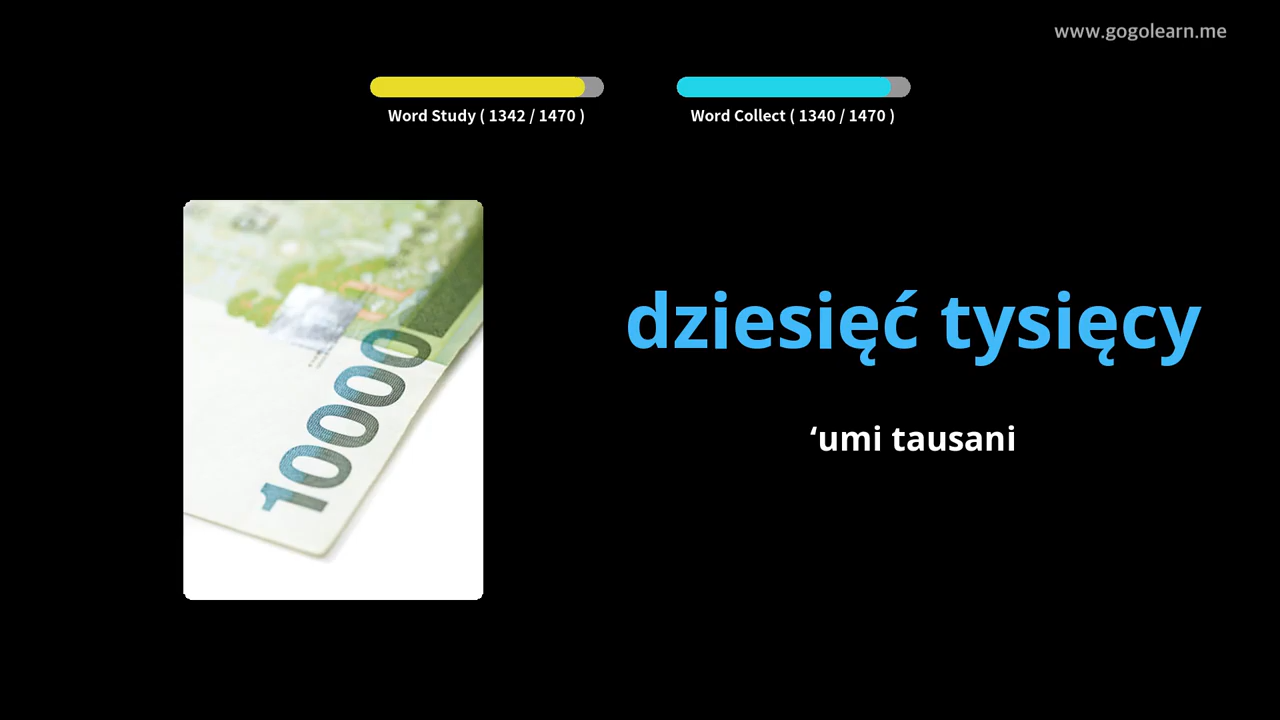 www.gogolearn.me
Word Study ( 1342 / 1470 )
Word Collect ( 1340 / 1470 )
10000
dziesięć tysięcy
‘umi tausani